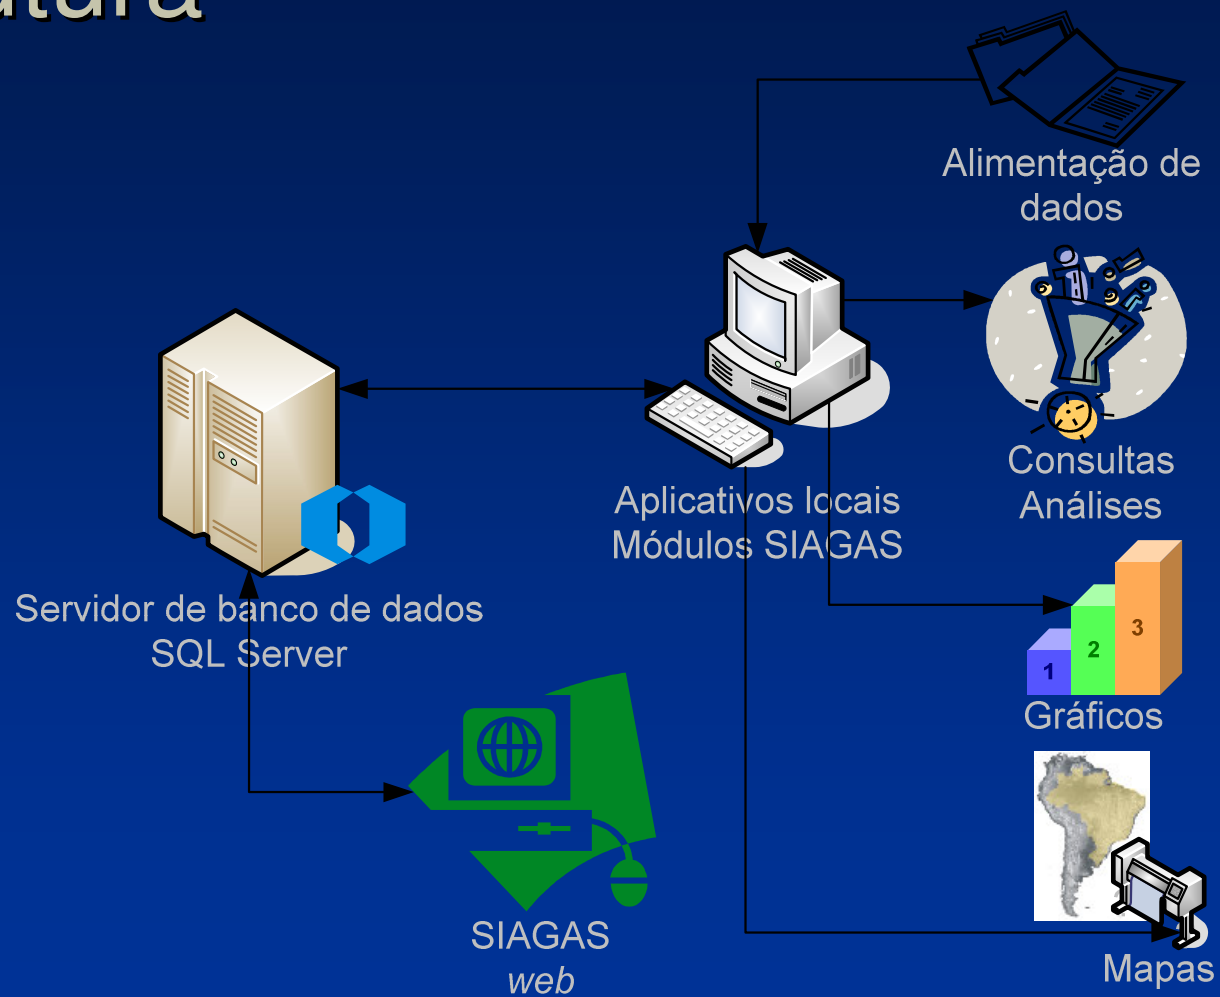 Alimentação de
dados
Consultas
Análises
Aplicativos locais
Módulos SIAGAS
Servidor de banco de dados
SQL Server
3
2
1
Gráficos
SIAGAS
web
Mapas